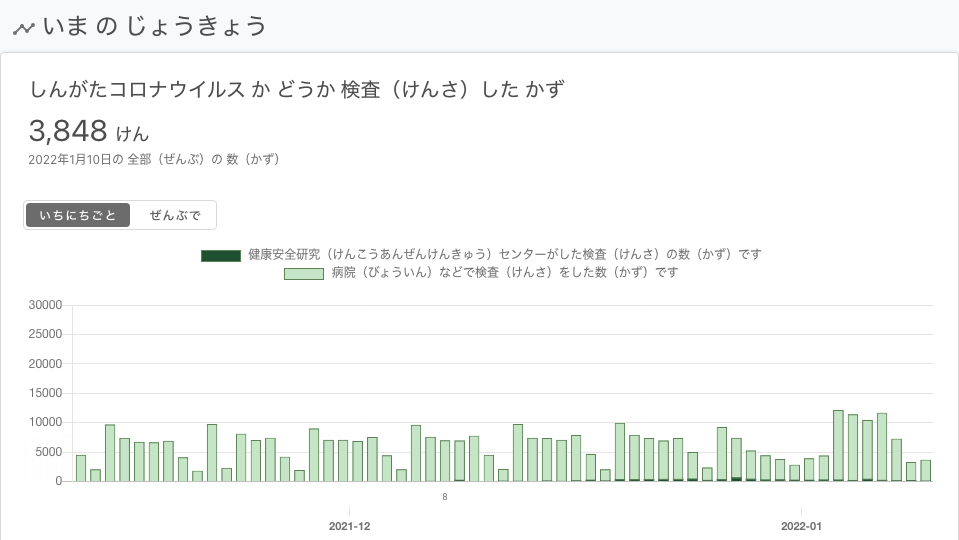 いま の じょうきょう
しんがたコロナウイルス か どうか 検査（けんさ）した かず
3,848 けん
2022年1月10日の 全部（ぜんぶ）の 数（かず）
いちにちごと ぜんぶで
健康安全研究（けんこうあんぜんけんきゅう）センターがした検査（けんさ）の数（かず）です
病院（びょういん）などで検査（けんさ）をした数（かず）です
30000
25000
20000
15000
10000
5000
0
8
2021-12 2022-01